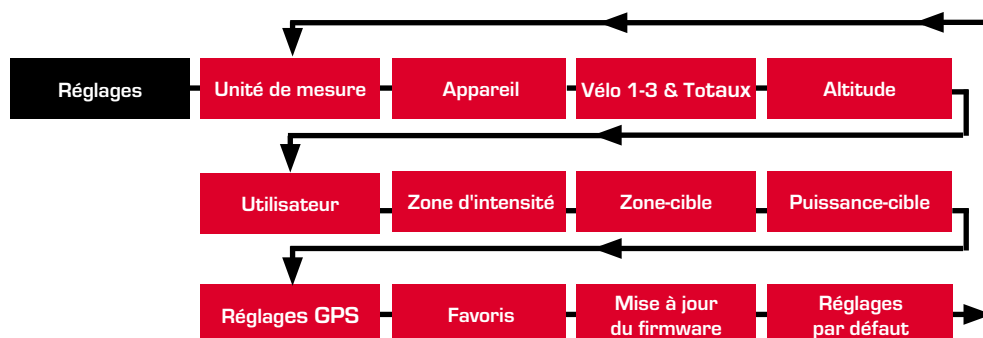 Réglages
Unité de mesure
Appareil
Vélo 1-3 & Totaux
Altitude
Utilisateur
Zone d'intensité
Zone-cible
Puissance-cible
Réglages GPS
Favoris
Mise à jour
du firmware
Réglages
par défaut